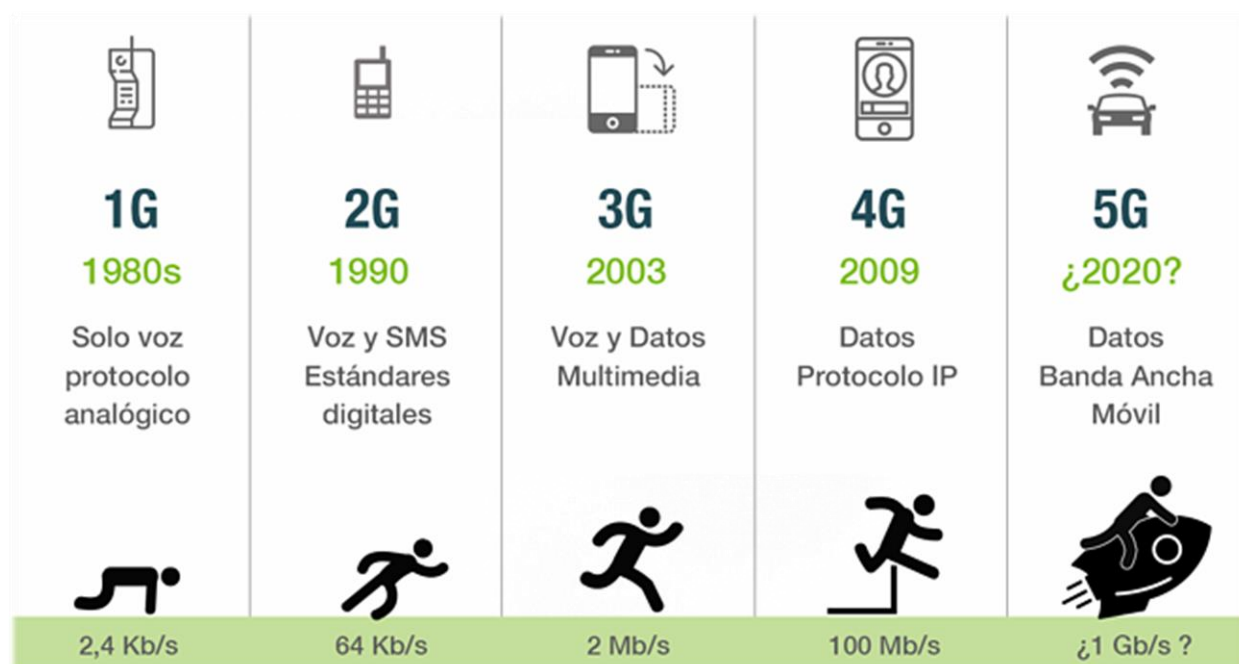 1G
1980s
Solo voz
protocolo
analógico
2,4 Kb/s
2G
1990
Voz y SMS
Estándares
digitales
64 Kb/s
3G
2003
Voz y Datos
Multimedia
2 Mb/s
4G
2009
Datos
Protocolo IP
100 Mb/s
5G
¿2020?
Datos
Banda Ancha
Móvil
¿1 Gb/s ?